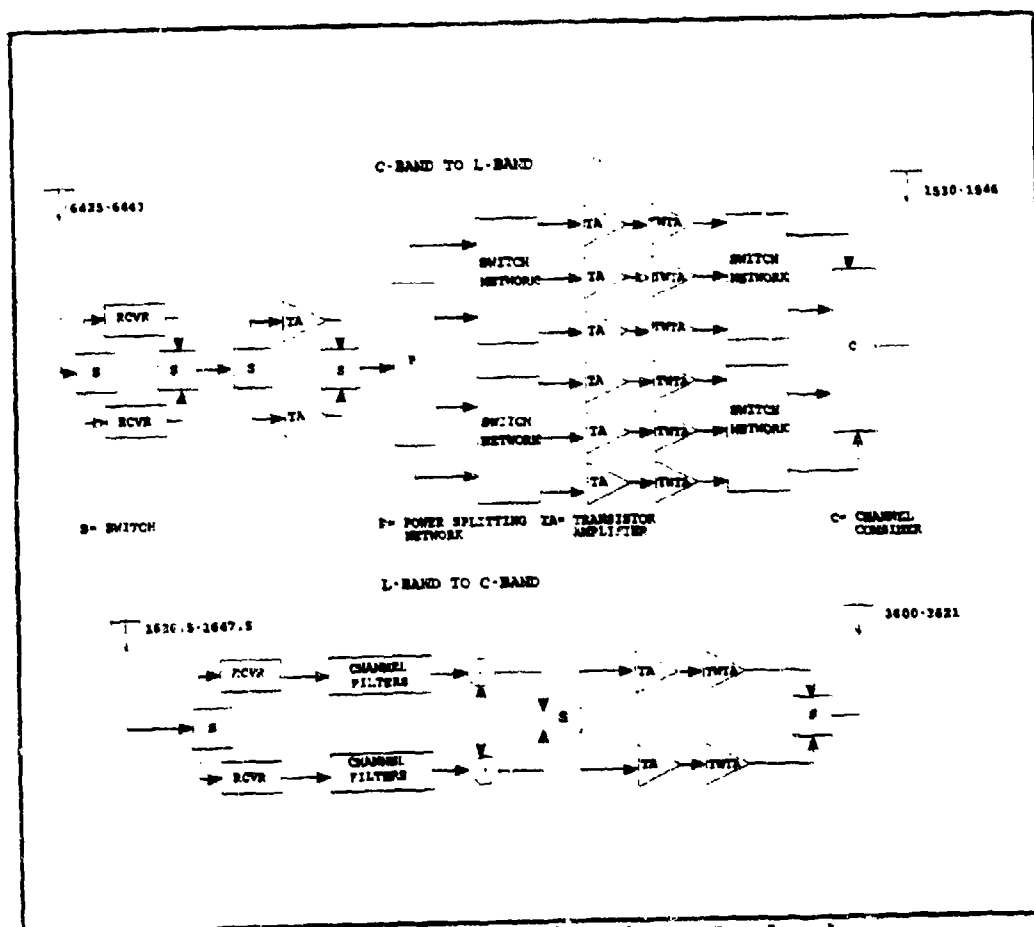 C-BAND TO L-BAND
6425-6443
1530-1546
TA TWTA
SWITCH NETWORK
TA TWTA
SWITCH NETWORK
RCVR
TA
TA TWTA
S
S
S
S
P
C
TA TWTA
RCVR
TA
SWITCH NETWORK
TA TWTA
SWITCH NETWORK
TA TWTA
S= SWITCH
P= POWER SPLITTING NETWORK
TA= TRANSISTOR AMPLIFIER
C= CHANNEL COMBINER
L-BAND TO C-BAND
1626.5-1647.5
3600-3621
RCVR
CHANNEL FILTERS
TA TWTA
S
S
S
RCVR
CHANNEL FILTERS
TA TWTA